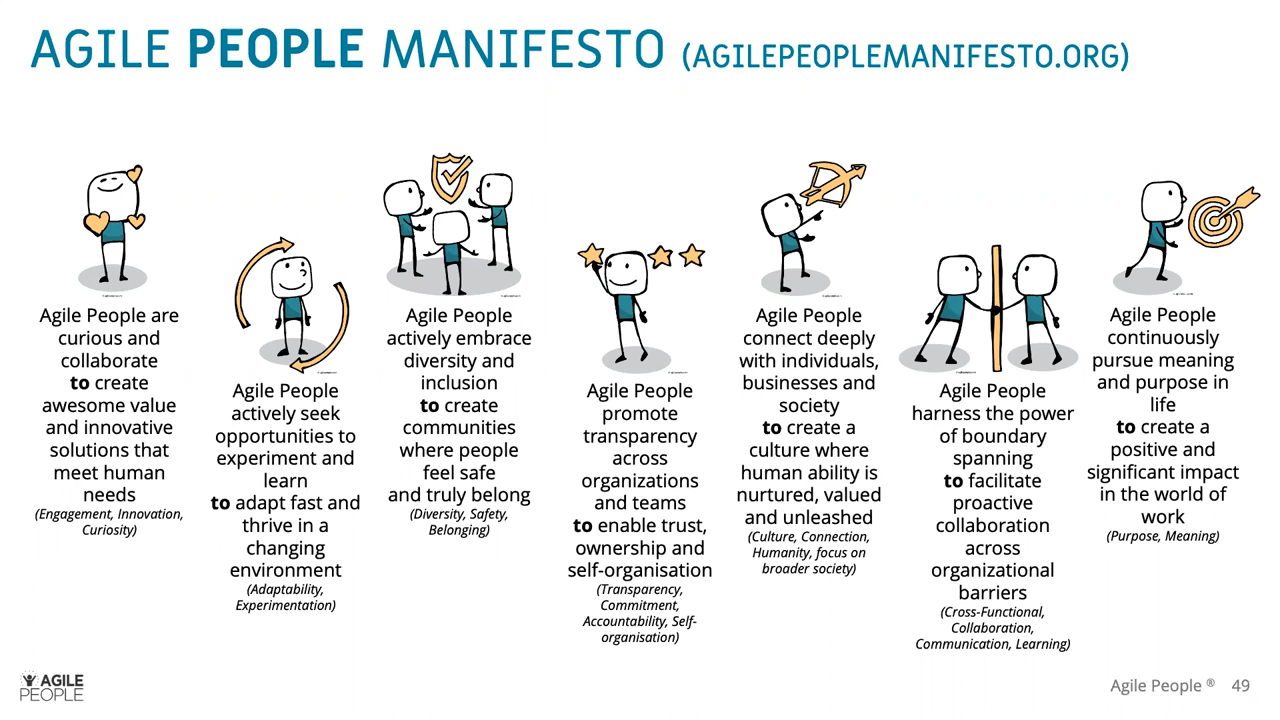 AGILE PEOPLE MANIFESTO (AGILEPEOPLEMANIFESTO.ORG)
Agile People are
curious and
collaborate
to create
awesome value
and innovative
solutions that
meet human
needs
(Engagement, Innovation,
Curiosity)
Agile People
actively seek
opportunities to
experiment and
learn
to adapt fast and
thrive in a
changing
environment
(Adaptability,
Experimentation)
Agile People
actively embrace
diversity and
inclusion
to create
communities
where people
feel safe
and truly belong
(Diversity, Safety,
Belonging)
Agile People
promote
transparency
across
organizations
and teams
to enable trust,
ownership and
self-organisation
(Transparency,
Commitment,
Accountability, Self-
organisation)
Agile People
connect deeply
with individuals,
businesses and
society
to create a
culture where
human ability is
nurtured, valued
and unleashed
(Culture, Connection,
Humanity, focus on
broader society)
Agile People
harness the power
of boundary
spanning
to facilitate
proactive
collaboration
across
organizational
barriers
(Cross-Functional,
Collaboration,
Communication, Learning)
Agile People
continuously
pursue meaning
and purpose in
life
to create a
positive and
significant impact
in the world of
work
(Purpose, Meaning)
AGILE
PEOPLE
Agile People ® 49